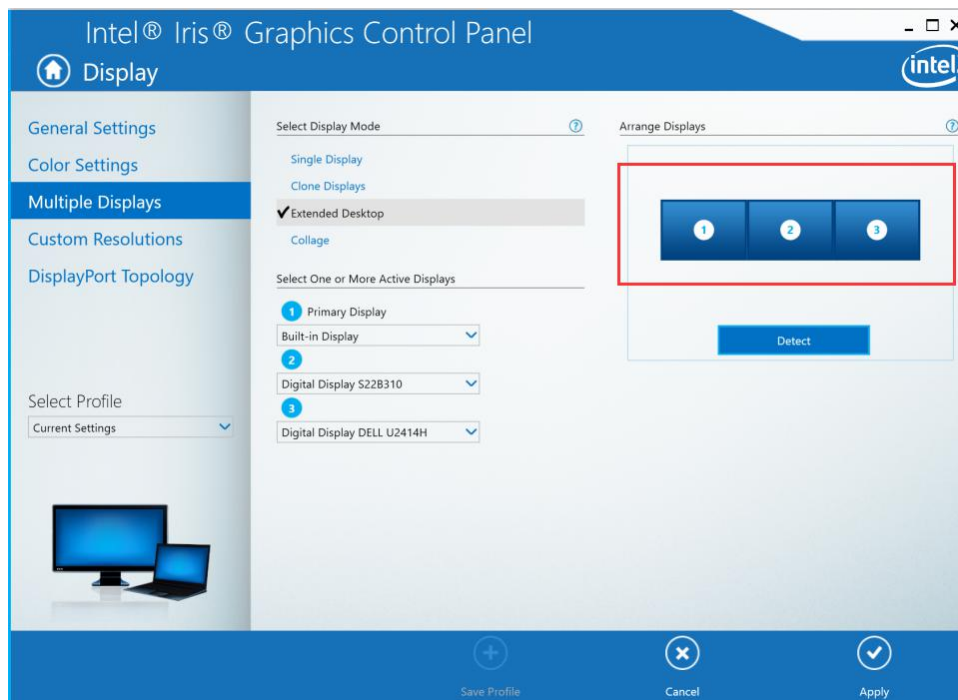 Intel® Iris® Graphics Control Panel
Display
intel
General Settings
Color Settings
Multiple Displays
Custom Resolutions
DisplayPort Topology
Select Profile
Current Settings
Select Display Mode
?
Single Display
Clone Displays
Extended Desktop
Collage
Select One or More Active Displays
1 Primary Display
Built-in Display
2
Digital Display S22B310
3
Digital Display DELL U2414H
Arrange Displays
?
1 2 3
Detect
Save Profile
Cancel
Apply